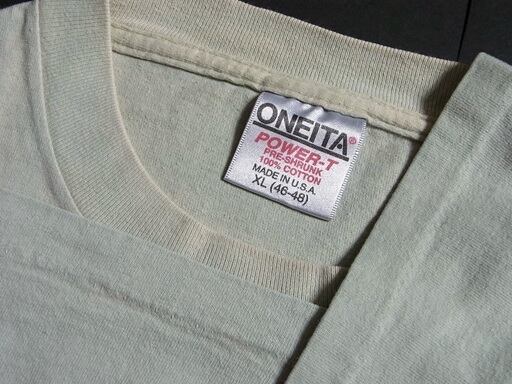 ONEITA®
POWER-T
PRE-SHRUNK
100% COTTON
MADE IN U.S.A.
XL (46-48)